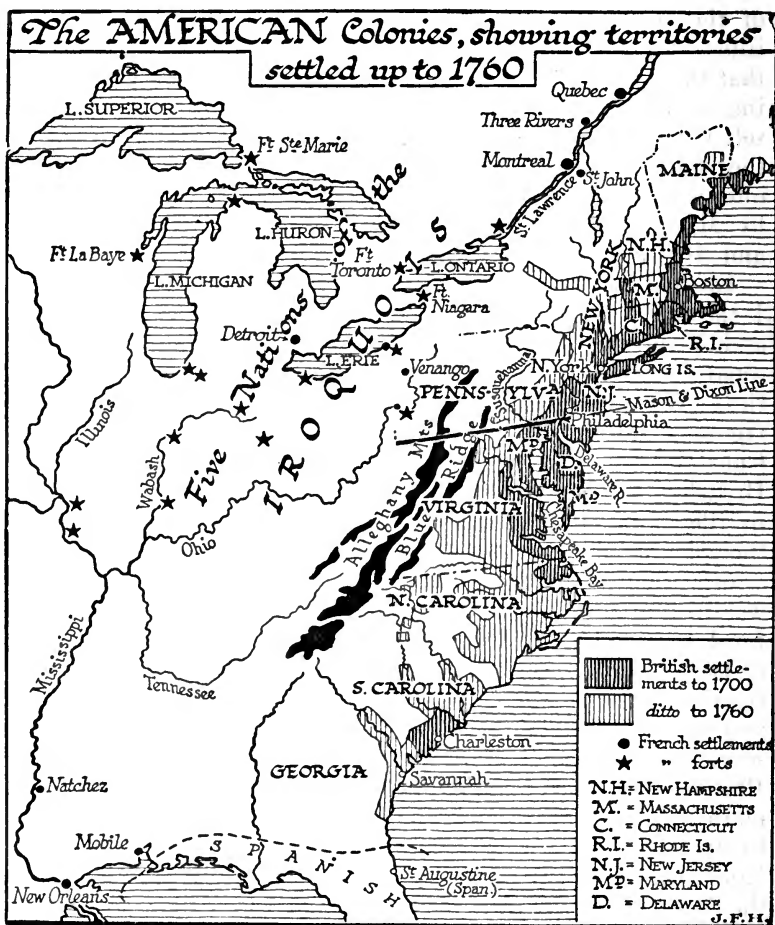 The AMERICAN Colonies, showing territories
settled up to 1760
Quebec
L. SUPERIOR
Three Rivers
Ft Ste Marie
Montreal
St. John
MAINE
St. Lawrence
Five Nations of the
IROQUOIS
L. HURON
N.H.
Ft La Baye
Ft
Toronto
L. ONTARIO
NEW YORK
L. MICHIGAN
M.
Boston
Ft.
Niagara
C.
R.I.
Detroit
L. ERIE
Venango
N. York
LONG IS.
Susquehanna
PENNSYLVA
N.J.
Mason & Dixon Line
Philadelphia
Illinois
Alleghany Mts
Blue Ridge
MD
D.
Delaware R.
Wabash
MD
VIRGINIA
Chesapeake Bay
Ohio
N. CAROLINA
Mississippi
Tennessee
S. CAROLINA
Charleston
GEORGIA
Savannah
Natchez
Mobile
SPANISH
St Augustine
(Span)
New Orleans
British settle-
ments to 1700
ditto to 1760
French settlements
" forts
N.H. = NEW HAMPSHIRE
M. = MASSACHUSETTS
C. = CONNECTICUT
R.I. = RHODE IS.
N.J. = NEW JERSEY
MD = MARYLAND
D. = DELAWARE
J.F.H.